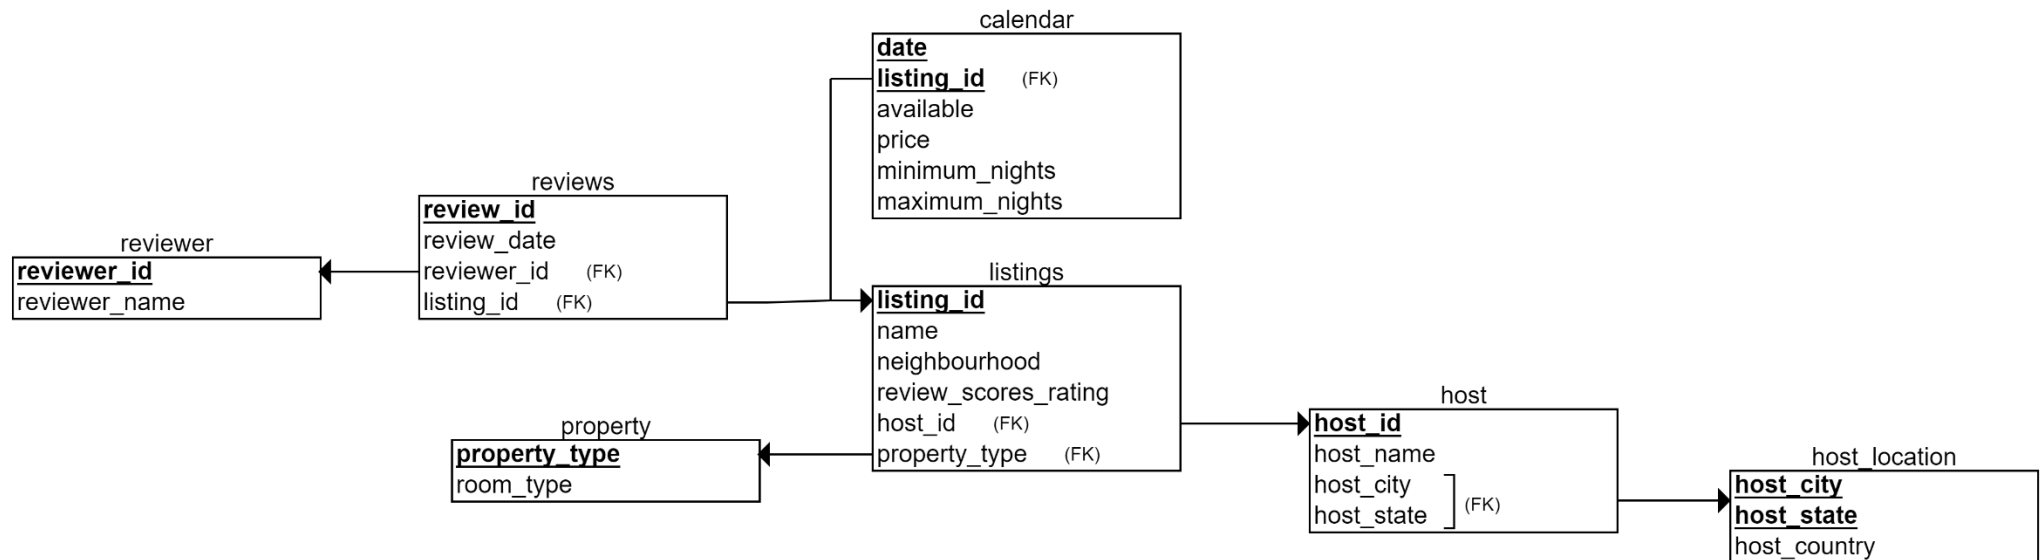 calendar
date
listing_id (FK)
available
price
minimum_nights
maximum_nights
reviews
review_id
review_date
reviewer_id (FK)
listing_id (FK)
reviewer
reviewer_id
reviewer_name
listings
listing_id
name
neighbourhood
review_scores_rating
host_id (FK)
property_type (FK)
property
property_type
room_type
host
host_id
host_name
host_city
host_state (FK)
host_location
host_city
host_state
host_country